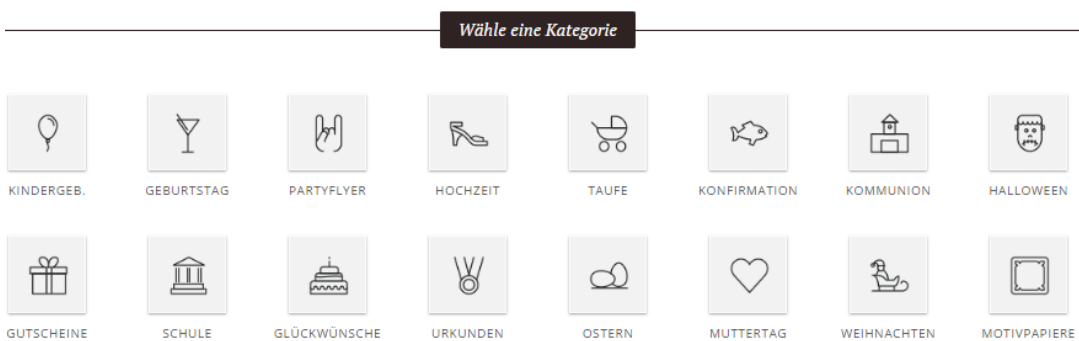 Wähle eine Kategorie
KINDERGEB. GEBURTSTAG PARTYFLYER HOCHZEIT TAUFE KONFIRMATION KOMMUNION HALLOWEEN
GUTSCHEINE SCHULE GLÜCKWÜNSCHE URKUNDEN OSTERN MUTTERTAG WEIHNACHTEN MOTIVPAPIERE